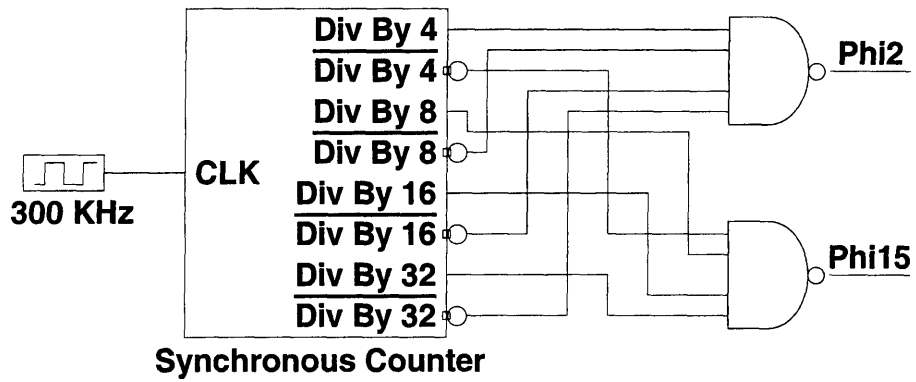 Div By 4
Div By 4
Div By 8
Div By 8
Div By 16
Div By 16
Div By 32
Div By 32
CLK
300 KHz
Phi2
Phi15
Synchronous Counter